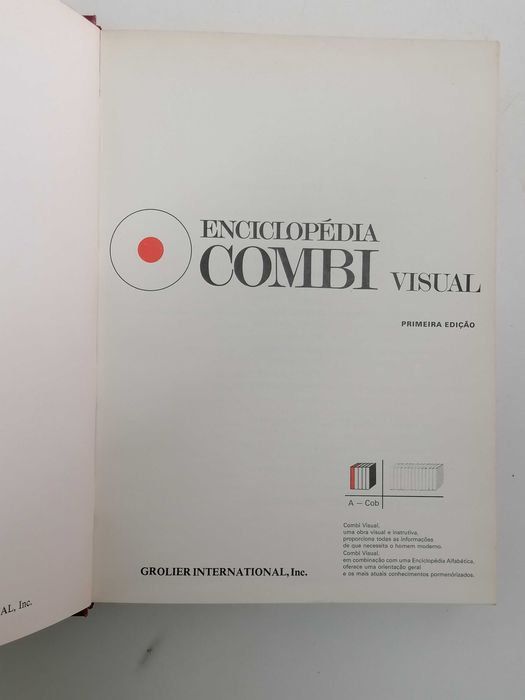 ENCICLOPÉDIA
COMBI VISUAL
PRIMEIRA EDIÇÃO
A — Cob
Combi Visual,
uma obra visual e instrutiva,
proporciona todas as informações
de que necessita o homem moderno.
Combi Visual,
em combinação com uma Enciclopédia Alfabética,
oferece uma orientação geral
e os mais atuais conhecimentos pormenòrizados.
GROLIER INTERNATIONAL, Inc.
AL, Inc.